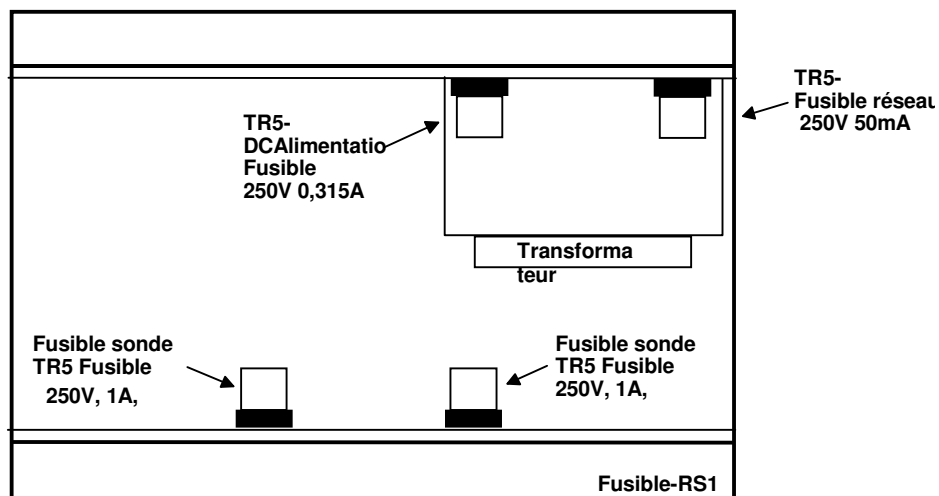 TR5-
Fusible réseau
250V 50mA
TR5-
DCAlimentatio
Fusible
250V 0,315A
Transforma
teur
Fusible sonde
TR5 Fusible
250V, 1A,
Fusible sonde
TR5 Fusible
250V, 1A,
Fusible-RS1